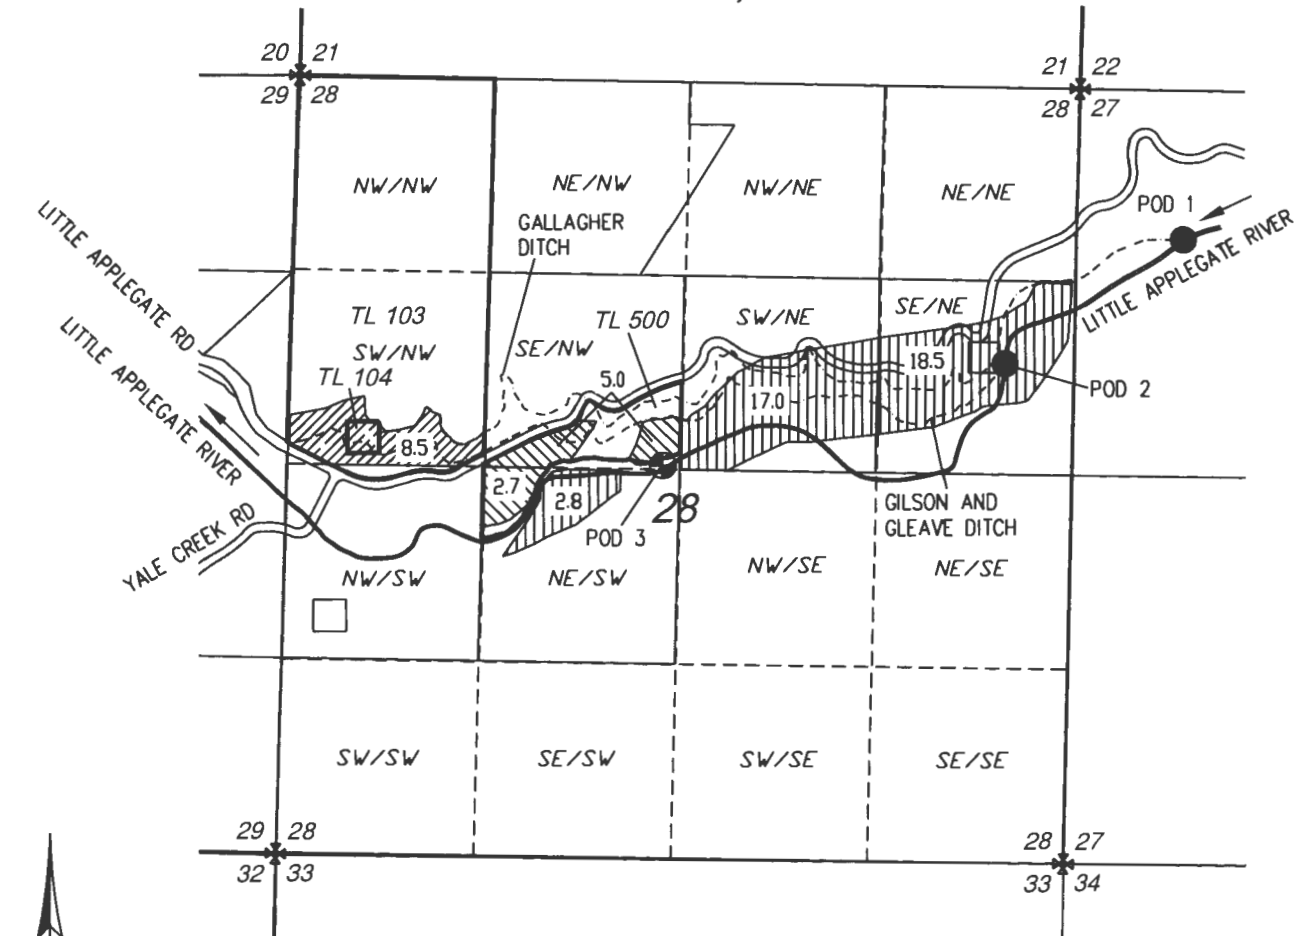 20 21
29 28
21 22
28 27
NW/NW
NE/NW
NW/NE
NE/NE
POD 1
LITTLE APPLEGATE RIVER
GALLAGHER
DITCH
LITTLE APPLEGATE RD
LITTLE APPLEGATE RIVER
TL 103
SW/NW
TL 104
SE/NW
TL 500
SW/NE
SE/NE
5.0
18.5
17.0
POD 2
8.5
2.7
2.8
28
POD 3
GILSON AND
GLEAVE DITCH
YALE CREEK RD
NW/SW
NE/SW
NW/SE
NE/SE
SW/SW
SE/SW
SW/SE
SE/SE
29 28
32 33
28 27
33 34